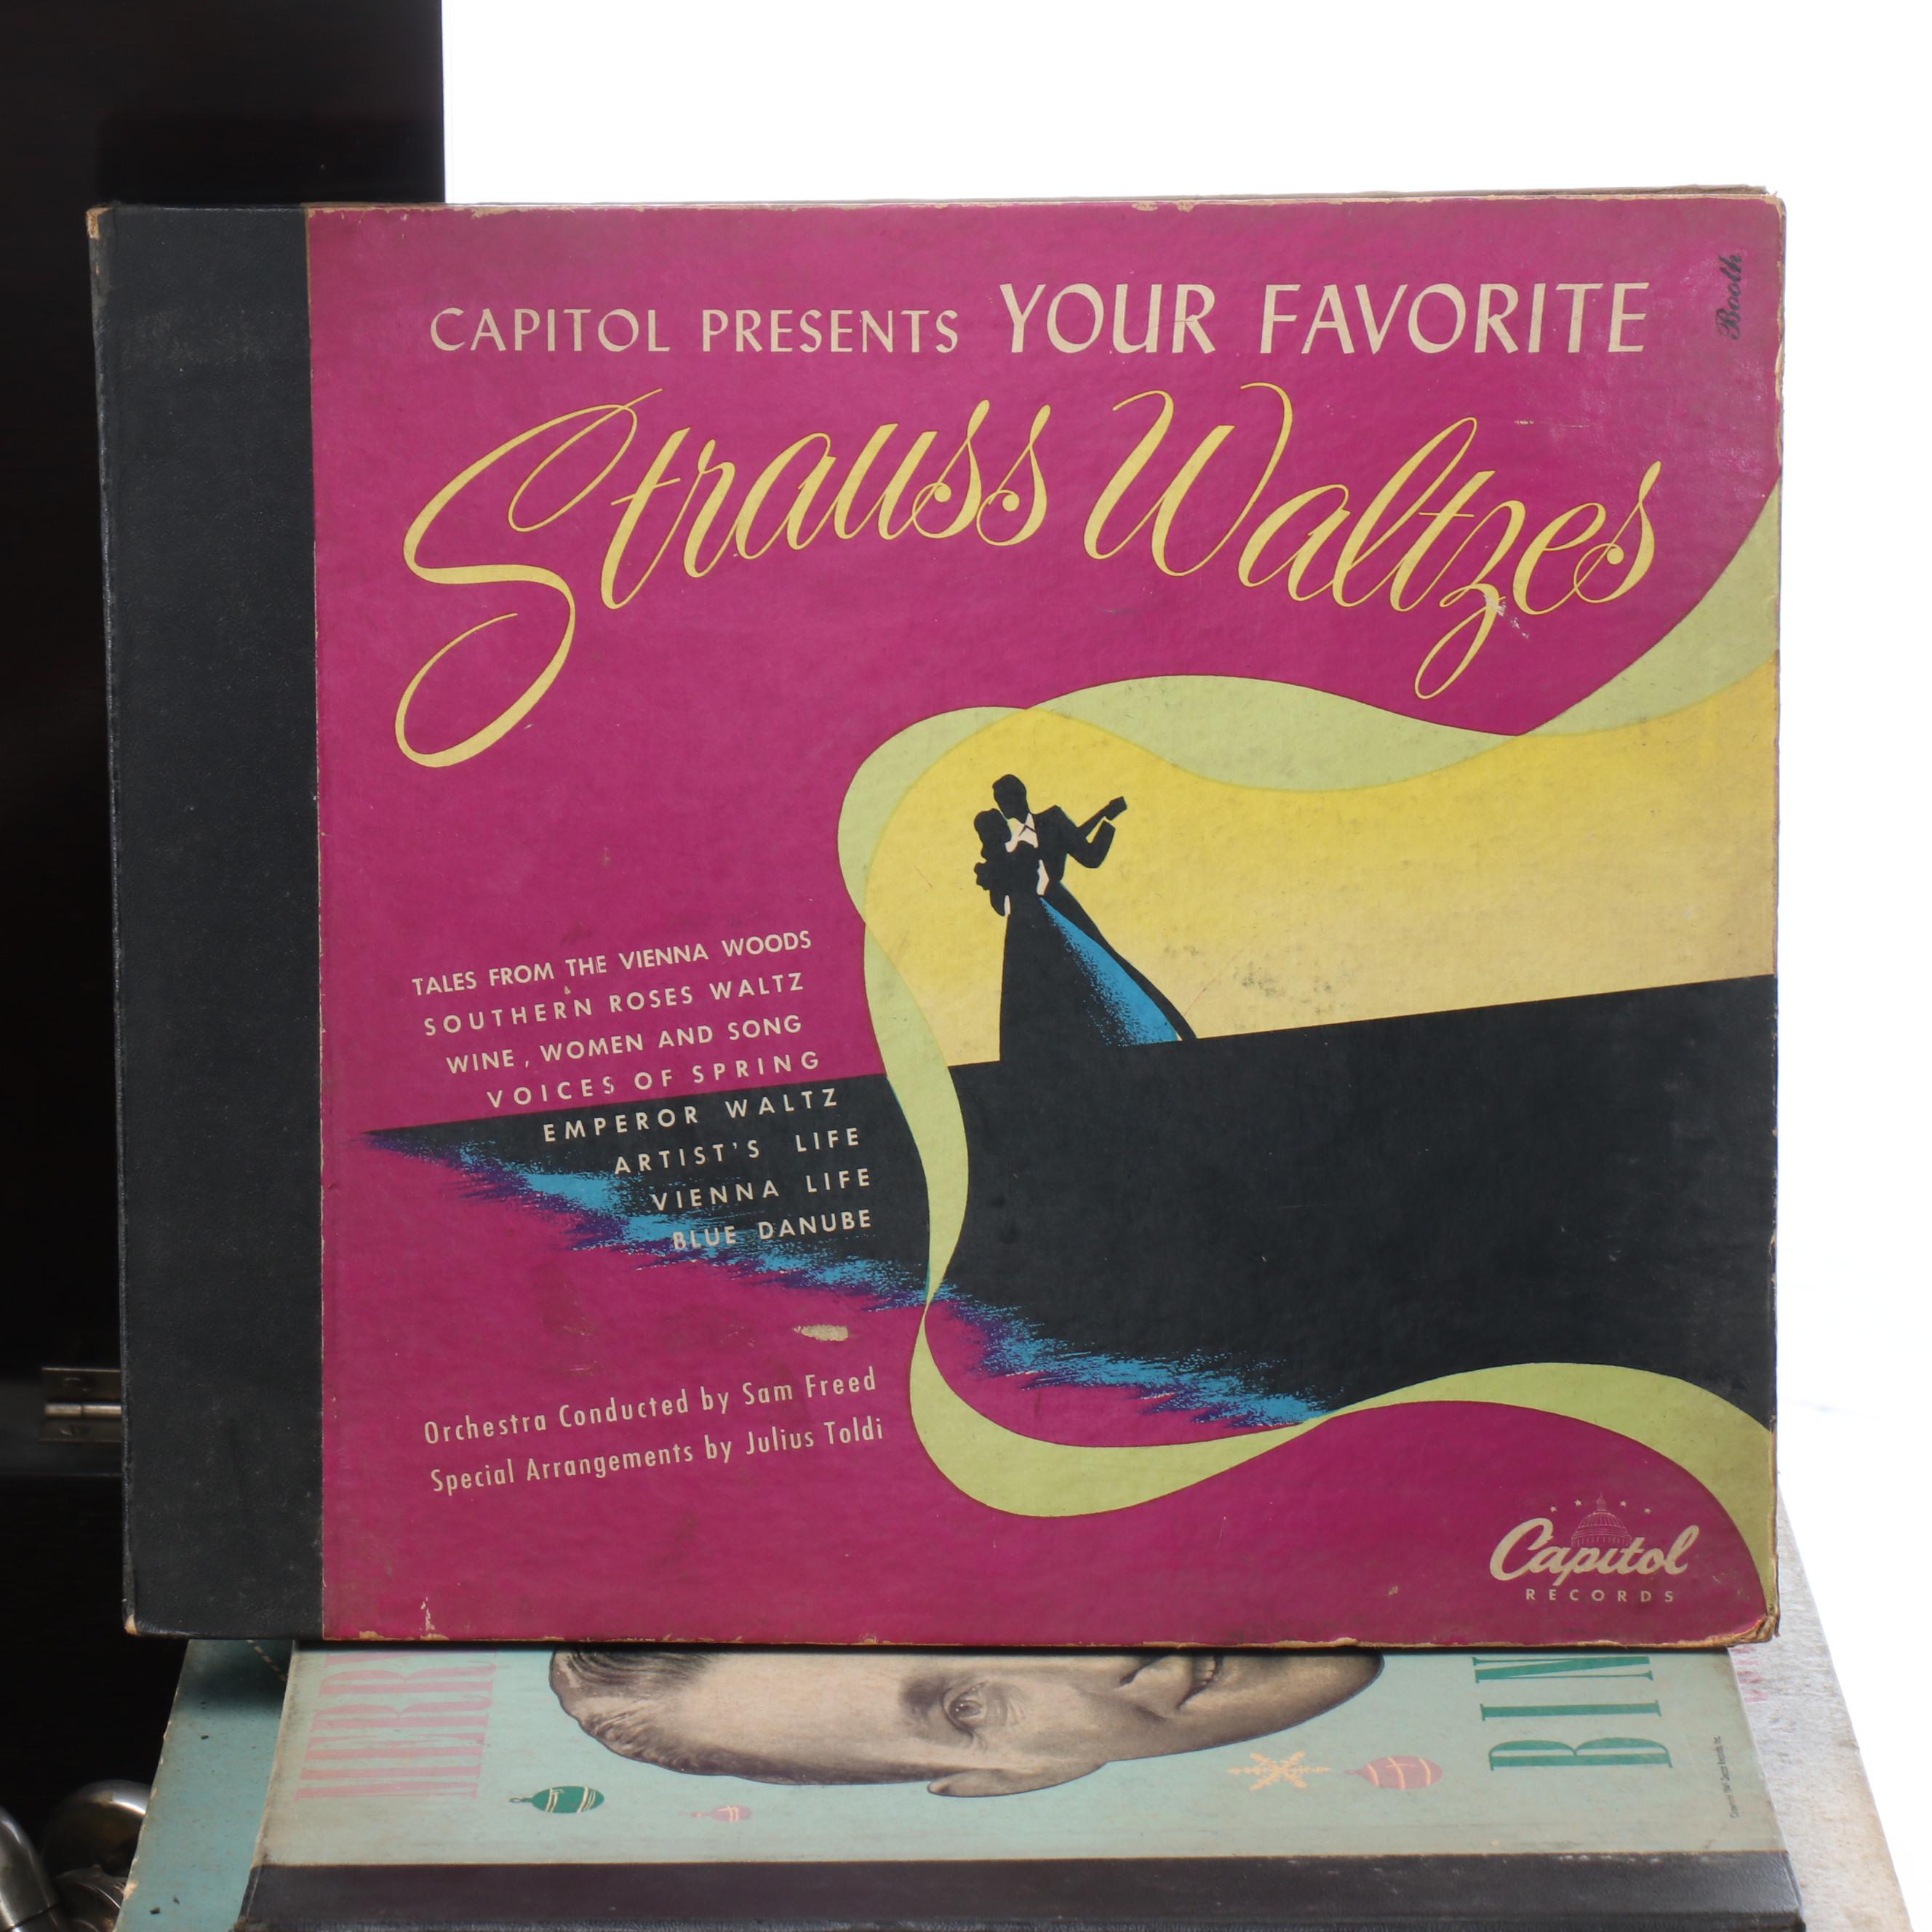 CAPITOL PRESENTS YOUR FAVORITE
Booth
Strauss Waltzes
TALES FROM THE VIENNA WOODS
SOUTHERN ROSES WALTZ
WINE, WOMEN AND SONG
VOICES OF SPRING
EMPEROR WALTZ
ARTIST'S LIFE
VIENNA LIFE
BLUE DANUBE
Orchestra Conducted by Sam Freed
Special Arrangements by Julius Toldi
Capitol
RECORDS
MERRY
BIN